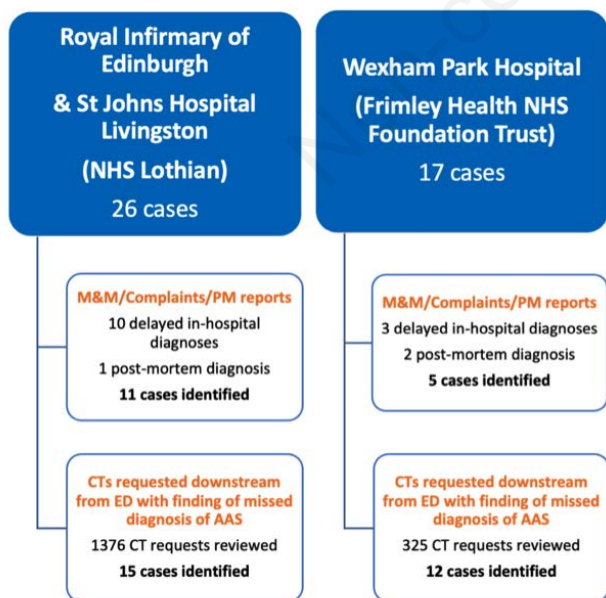 Royal Infirmary of
Edinburgh
& St Johns Hospital
Livingston
(NHS Lothian)
26 cases
M&M/Complaints/PM reports
10 delayed in-hospital
diagnoses
1 post-mortem diagnosis
11 cases identified
CTs requested downstream
from ED with finding of missed
diagnosis of AAS
1376 CT requests reviewed
15 cases identified
Wexham Park Hospital
(Frimley Health NHS
Foundation Trust)
17 cases
M&M/Complaints/PM reports
3 delayed in-hospital diagnoses
2 post-mortem diagnosis
5 cases identified
CTs requested downstream
from ED with finding of missed
diagnosis of AAS
325 CT requests reviewed
12 cases identified